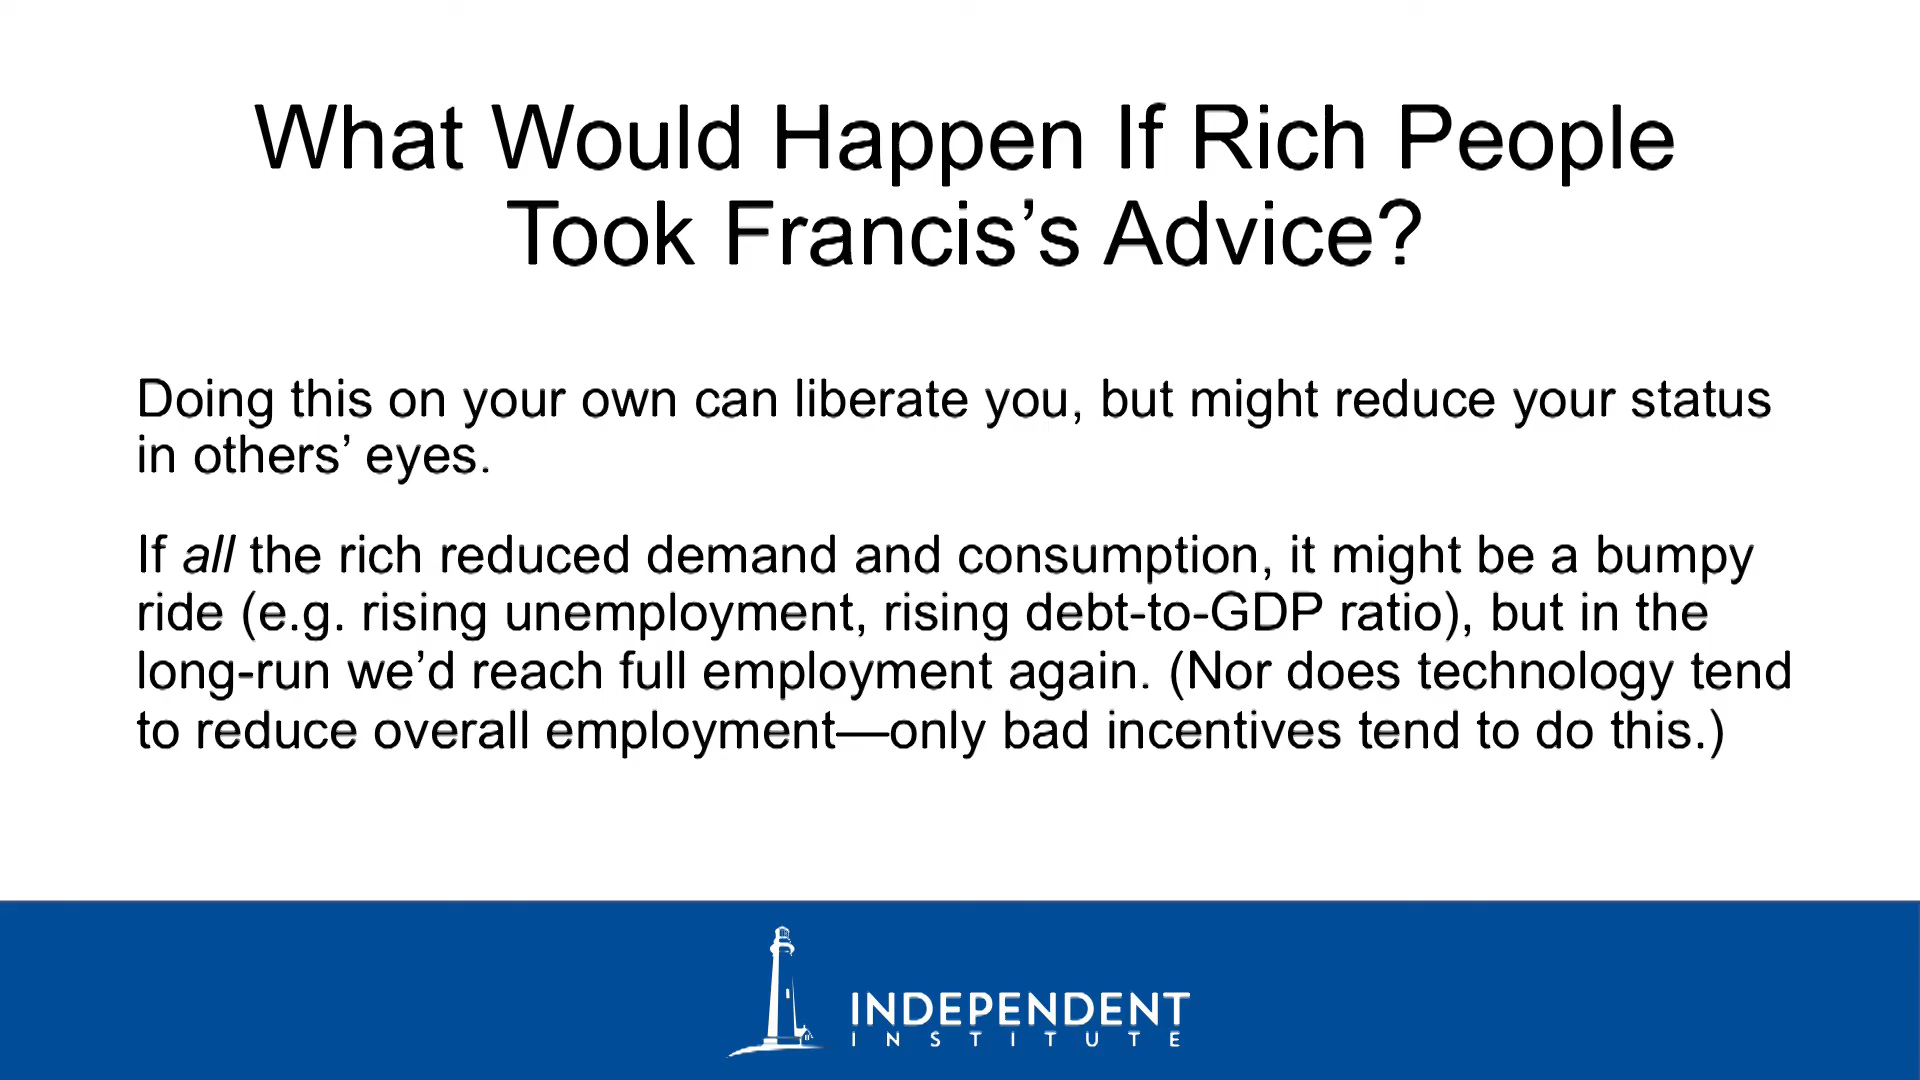 What Would Happen If Rich People
Took Francis’s Advice?
Doing this on your own can liberate you, but might reduce your status
in others’ eyes.
If all the rich reduced demand and consumption, it might be a bumpy
ride (e.g. rising unemployment, rising debt-to-GDP ratio), but in the
long-run we’d reach full employment again. (Nor does technology tend
to reduce overall employment—only bad incentives tend to do this.)
INDEPENDENT
INSTITUTE